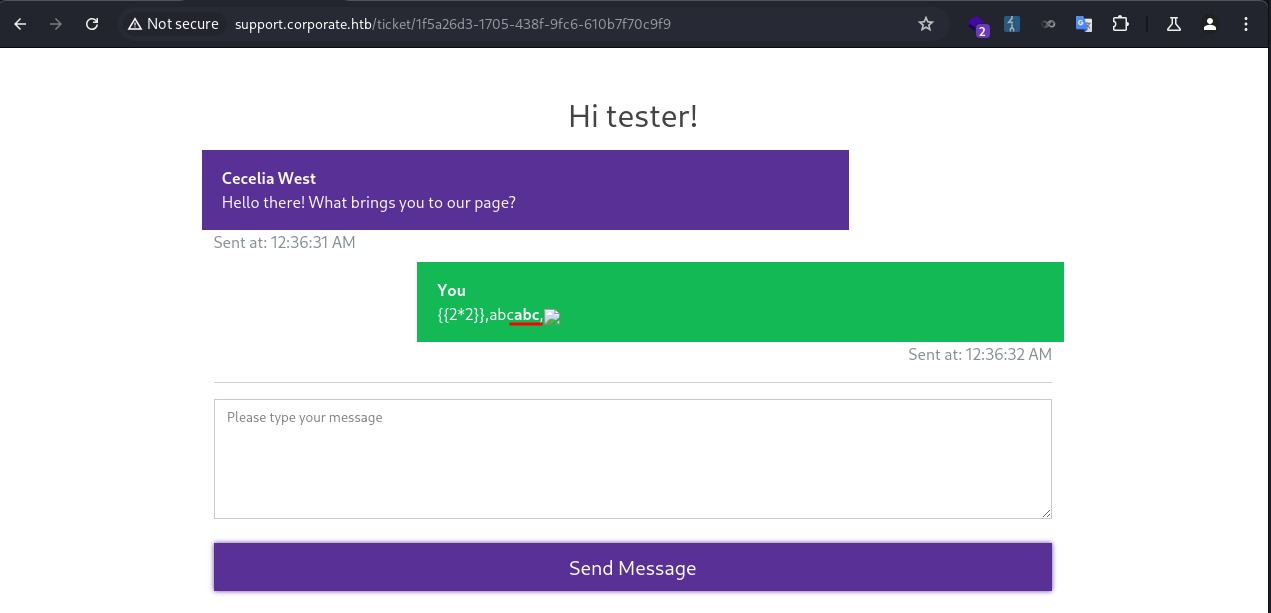 Not secure support.corporate.htb/ticket/1f5a26d3-1705-438f-9fc6-610b7f70c9f9
2
Hi tester!
Cecelia West
Hello there! What brings you to our page?
Sent at: 12:36:31 AM
You
{{2*2}},abcabc,
Sent at: 12:36:32 AM
Please type your message
Send Message